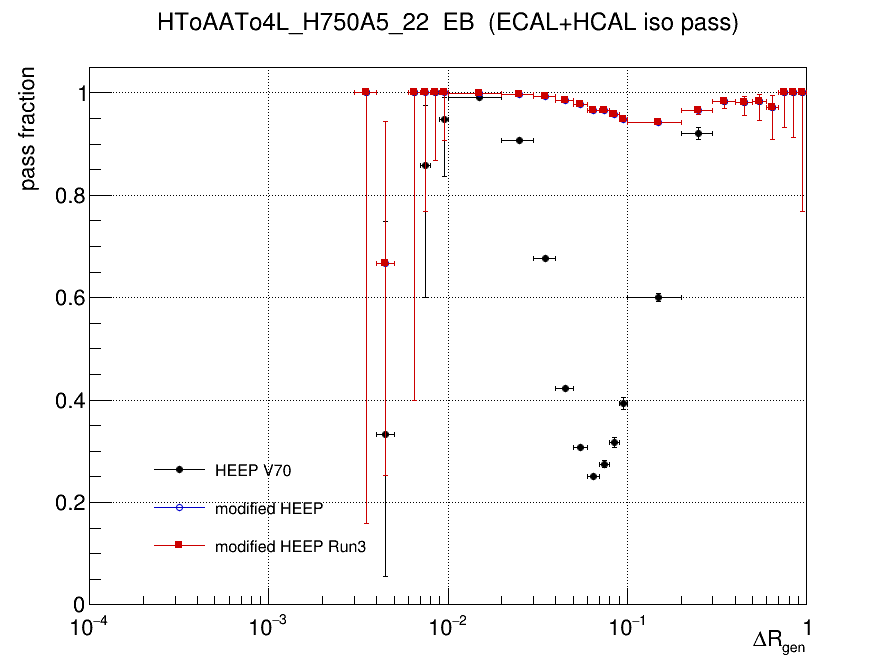 HToAATo4L_H750A5_22 EB (ECAL+HCAL iso pass)
pass fraction
1
0.8
0.6
0.4
0.2
0
HEEP V70
modified HEEP
modified HEEP Run3
10⁻⁴ 10⁻³ 10⁻² 10⁻¹ 1
ΔR_gen